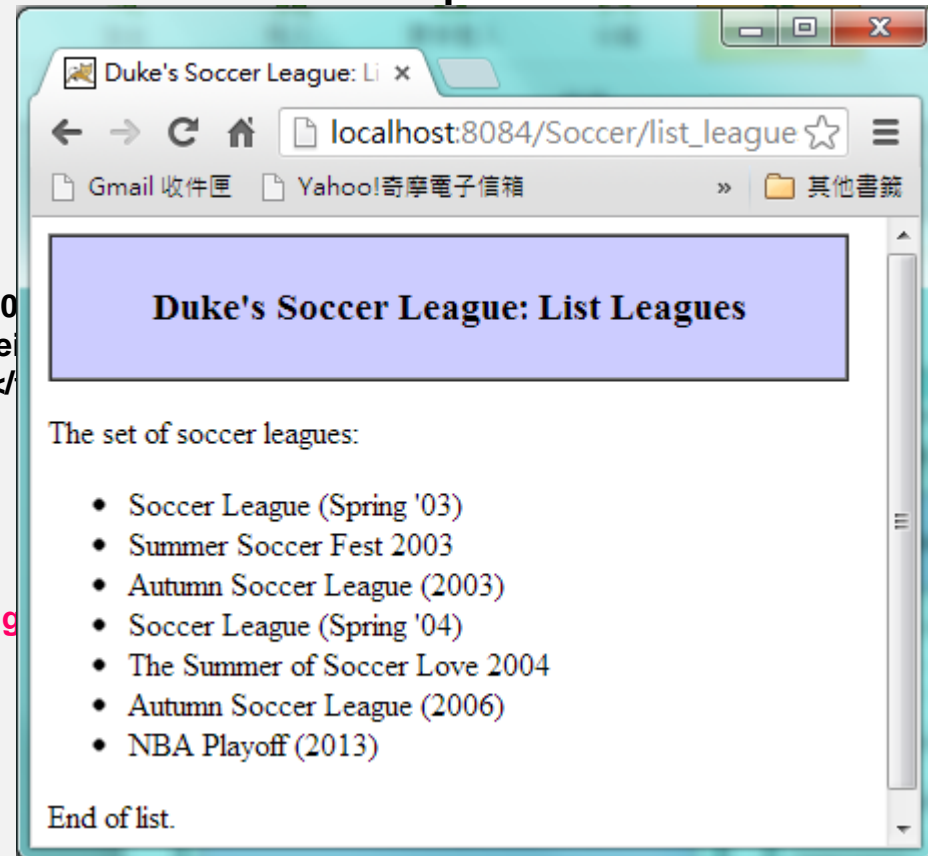 p
Duke's Soccer League: Li
localhost:8084/Soccer/list_league
Gmail 收件匣 Yahoo!奇摩電子信箱 » 其他書籤
0
Duke's Soccer League: List Leagues
ei
</
The set of soccer leagues:
• Soccer League (Spring '03)
• Summer Soccer Fest 2003
• Autumn Soccer League (2003)
• Soccer League (Spring '04)
g
• The Summer of Soccer Love 2004
• Autumn Soccer League (2006)
• NBA Playoff (2013)
End of list.